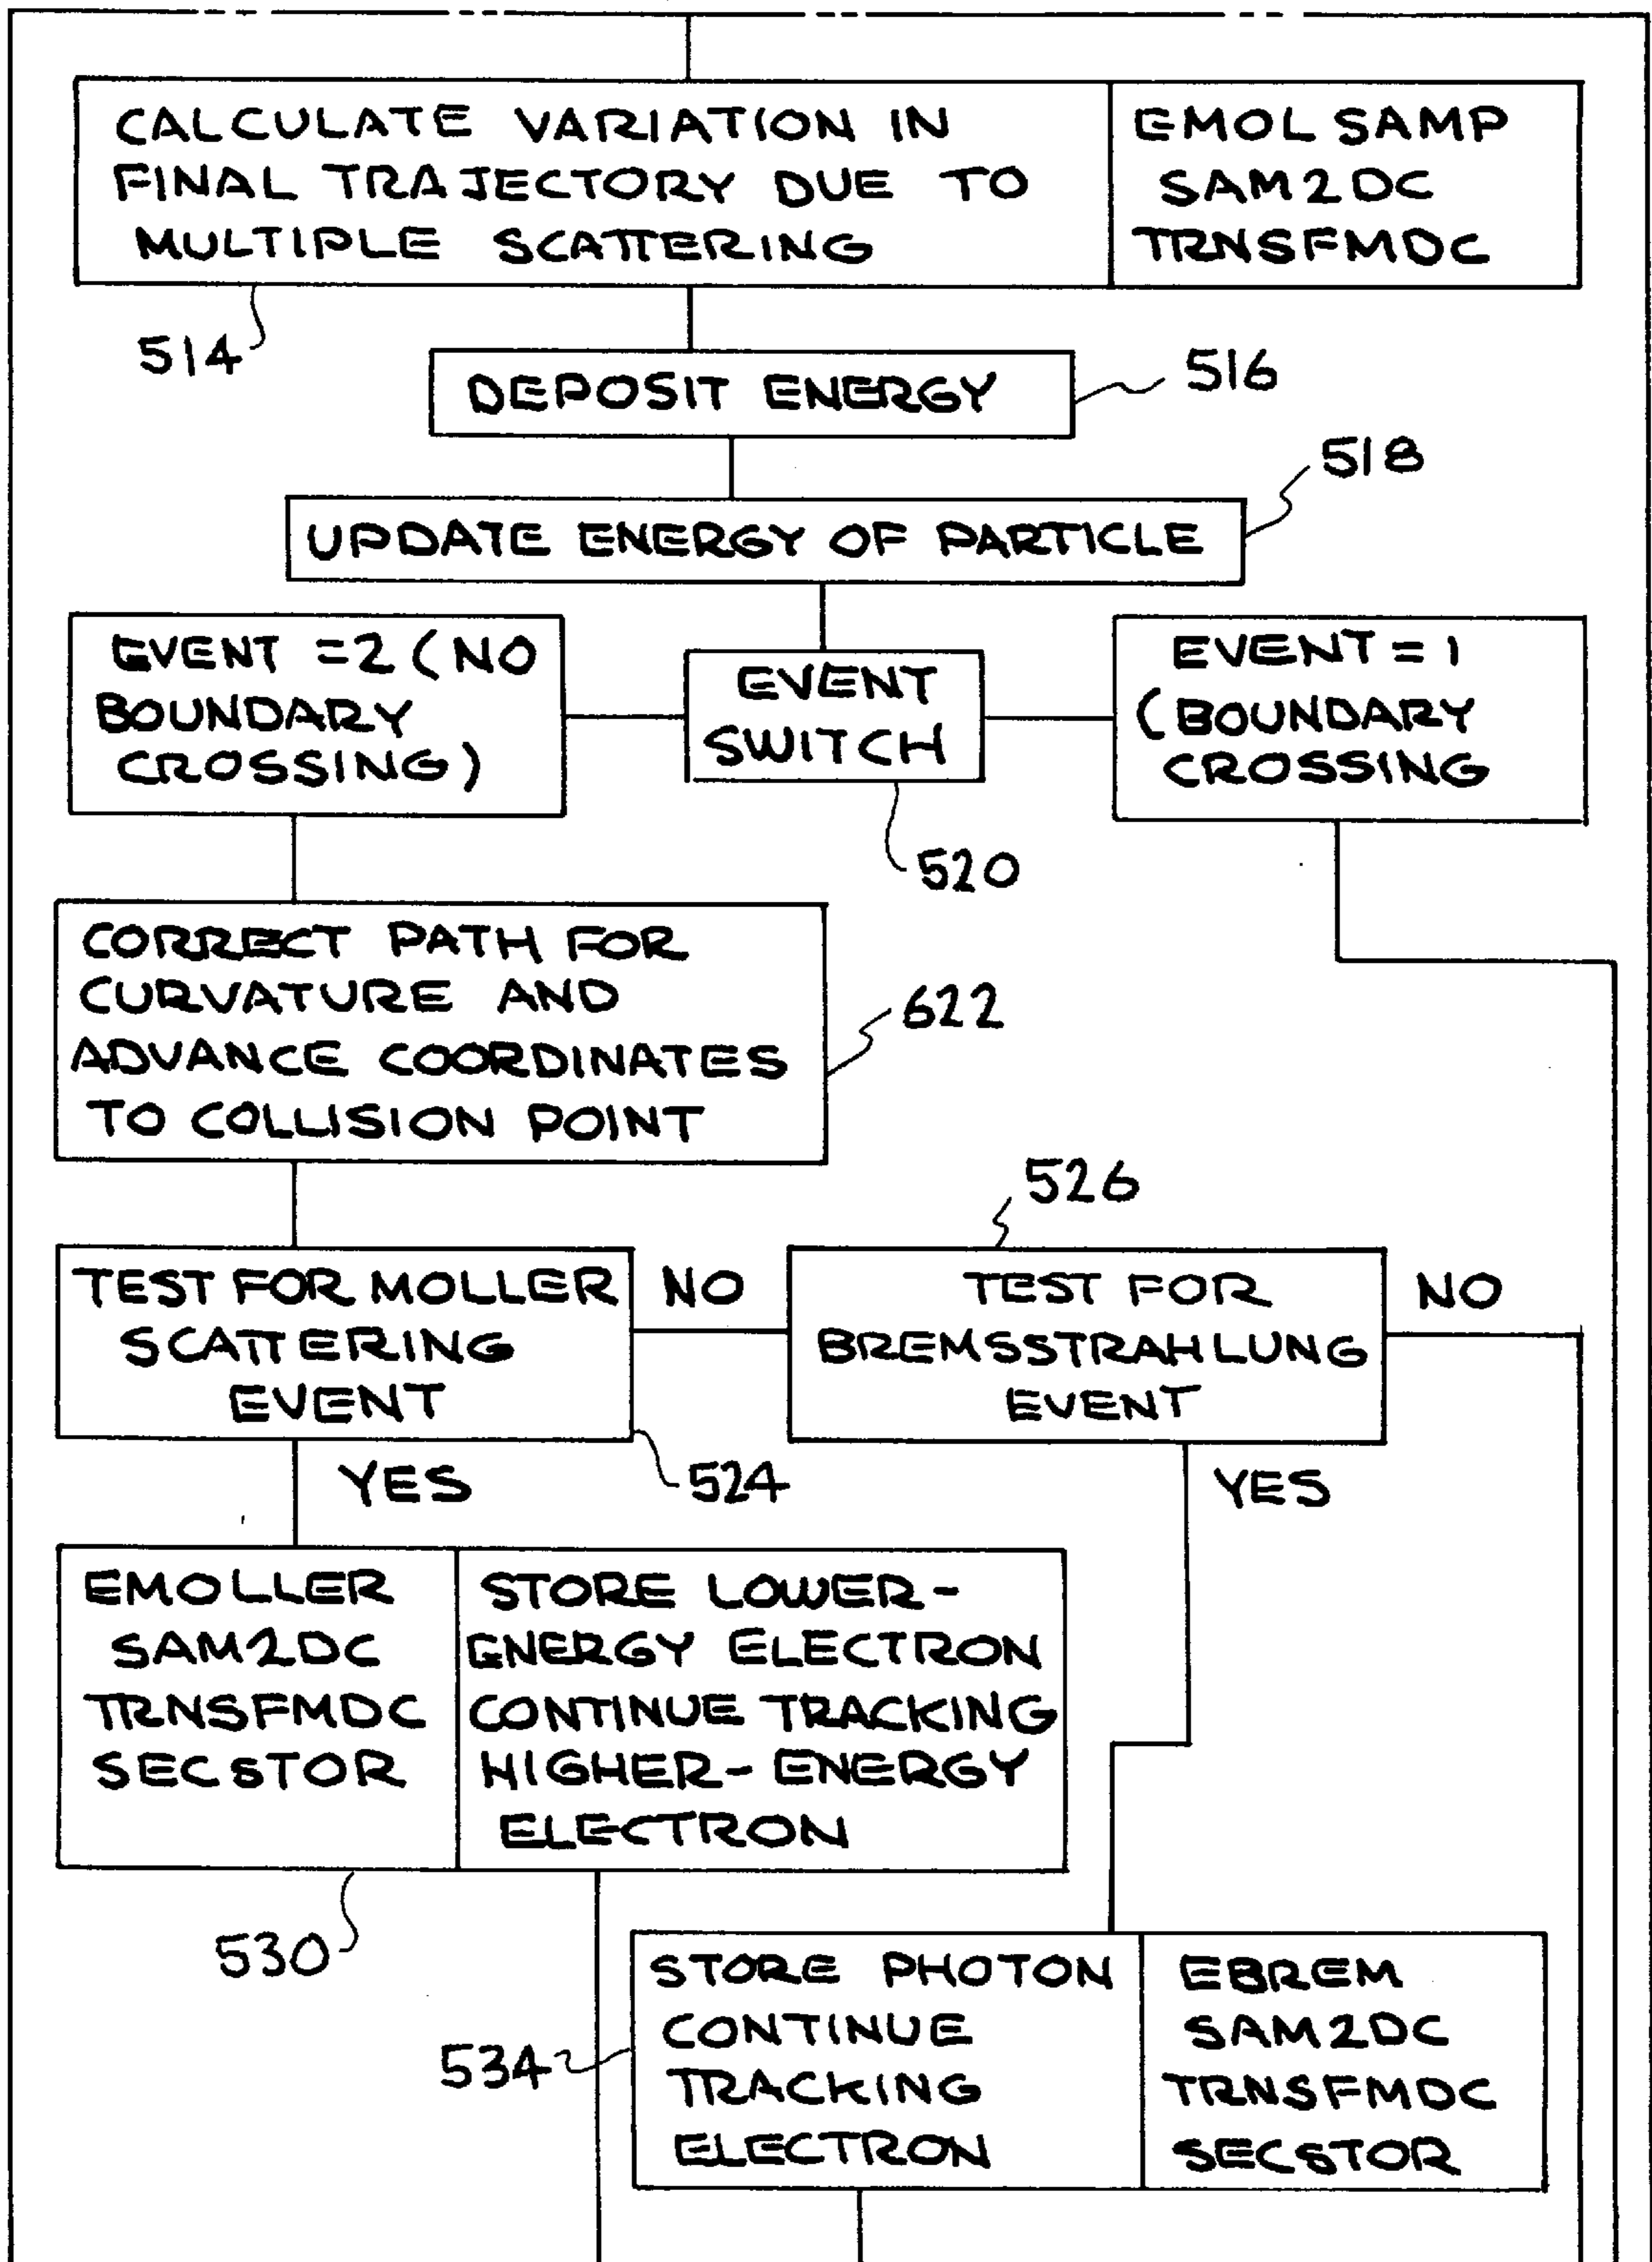 CALCULATE VARIATION IN
FINAL TRAJECTORY DUE TO
MULTIPLE SCATTERING
EMOLSAMP
SAM2DC
TRNSFMDC
514
DEPOSIT ENERGY
516
518
UPDATE ENERGY OF PARTICLE
EVENT =2 (NO
BOUNDARY
CROSSING)
EVENT
SWITCH
EVENT = 1
(BOUNDARY
CROSSING
520
CORRECT PATH FOR
CURVATURE AND
ADVANCE COORDINATES
TO COLLISION POINT
622
526
TEST FOR MOLLER
SCATTERING
EVENT
NO
TEST FOR
BREMSSTRAHLUNG
EVENT
NO
YES
524
YES
EMOLLER
SAM2DC
TRNSFMDC
SECSTOR
STORE LOWER-
ENERGY ELECTRON
CONTINUE TRACKING
HIGHER-ENERGY
ELECTRON
530
STORE PHOTON
CONTINUE
TRACKING
ELECTRON
EBREM
SAM2DC
TRNSFMDC
SECSTOR
534